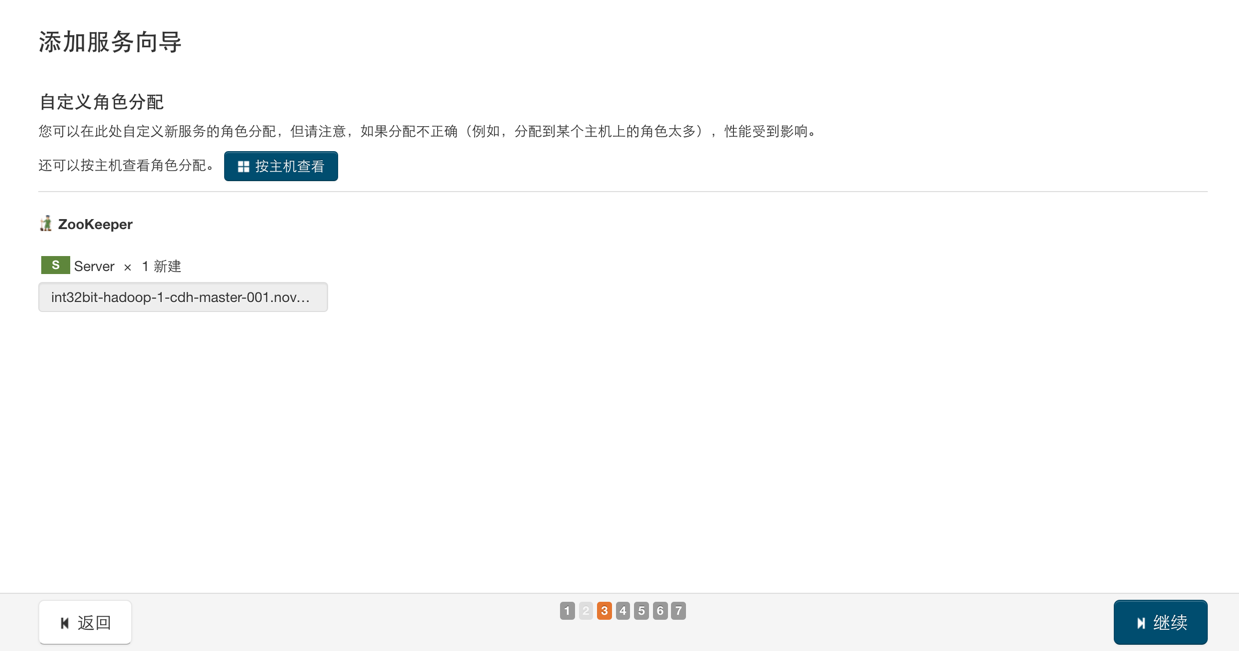 添加服务向导
自定义角色分配
您可以在此处自定义新服务的角色分配，但请注意，如果分配不正确（例如，分配到某个主机上的角色太多），性能受到影响。
还可以按主机查看角色分配。 按主机查看
ZooKeeper
S Server × 1 新建
int32bit-hadoop-1-cdh-master-001.nov...
返回 1 2 3 4 5 6 7 继续